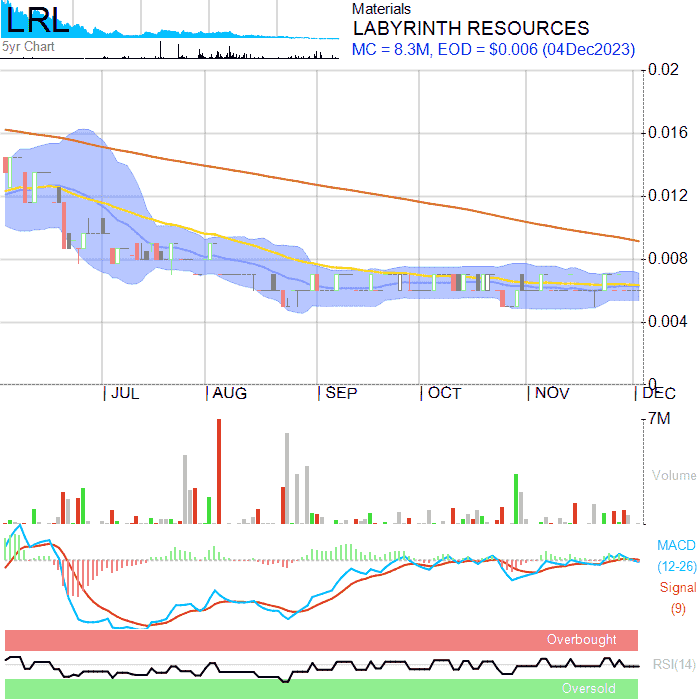 LRL
5yr Chart
Materials
LABYRINTH RESOURCES
MC = 8.3M, EOD = $0.006 (04Dec2023)
0.02
0.016
0.012
0.008
0.004
0
JUL AUG SEP OCT NOV DEC
7M
Volume
MACD
(12-26)
Signal
(9)
Overbought
RSI(14)
Oversold